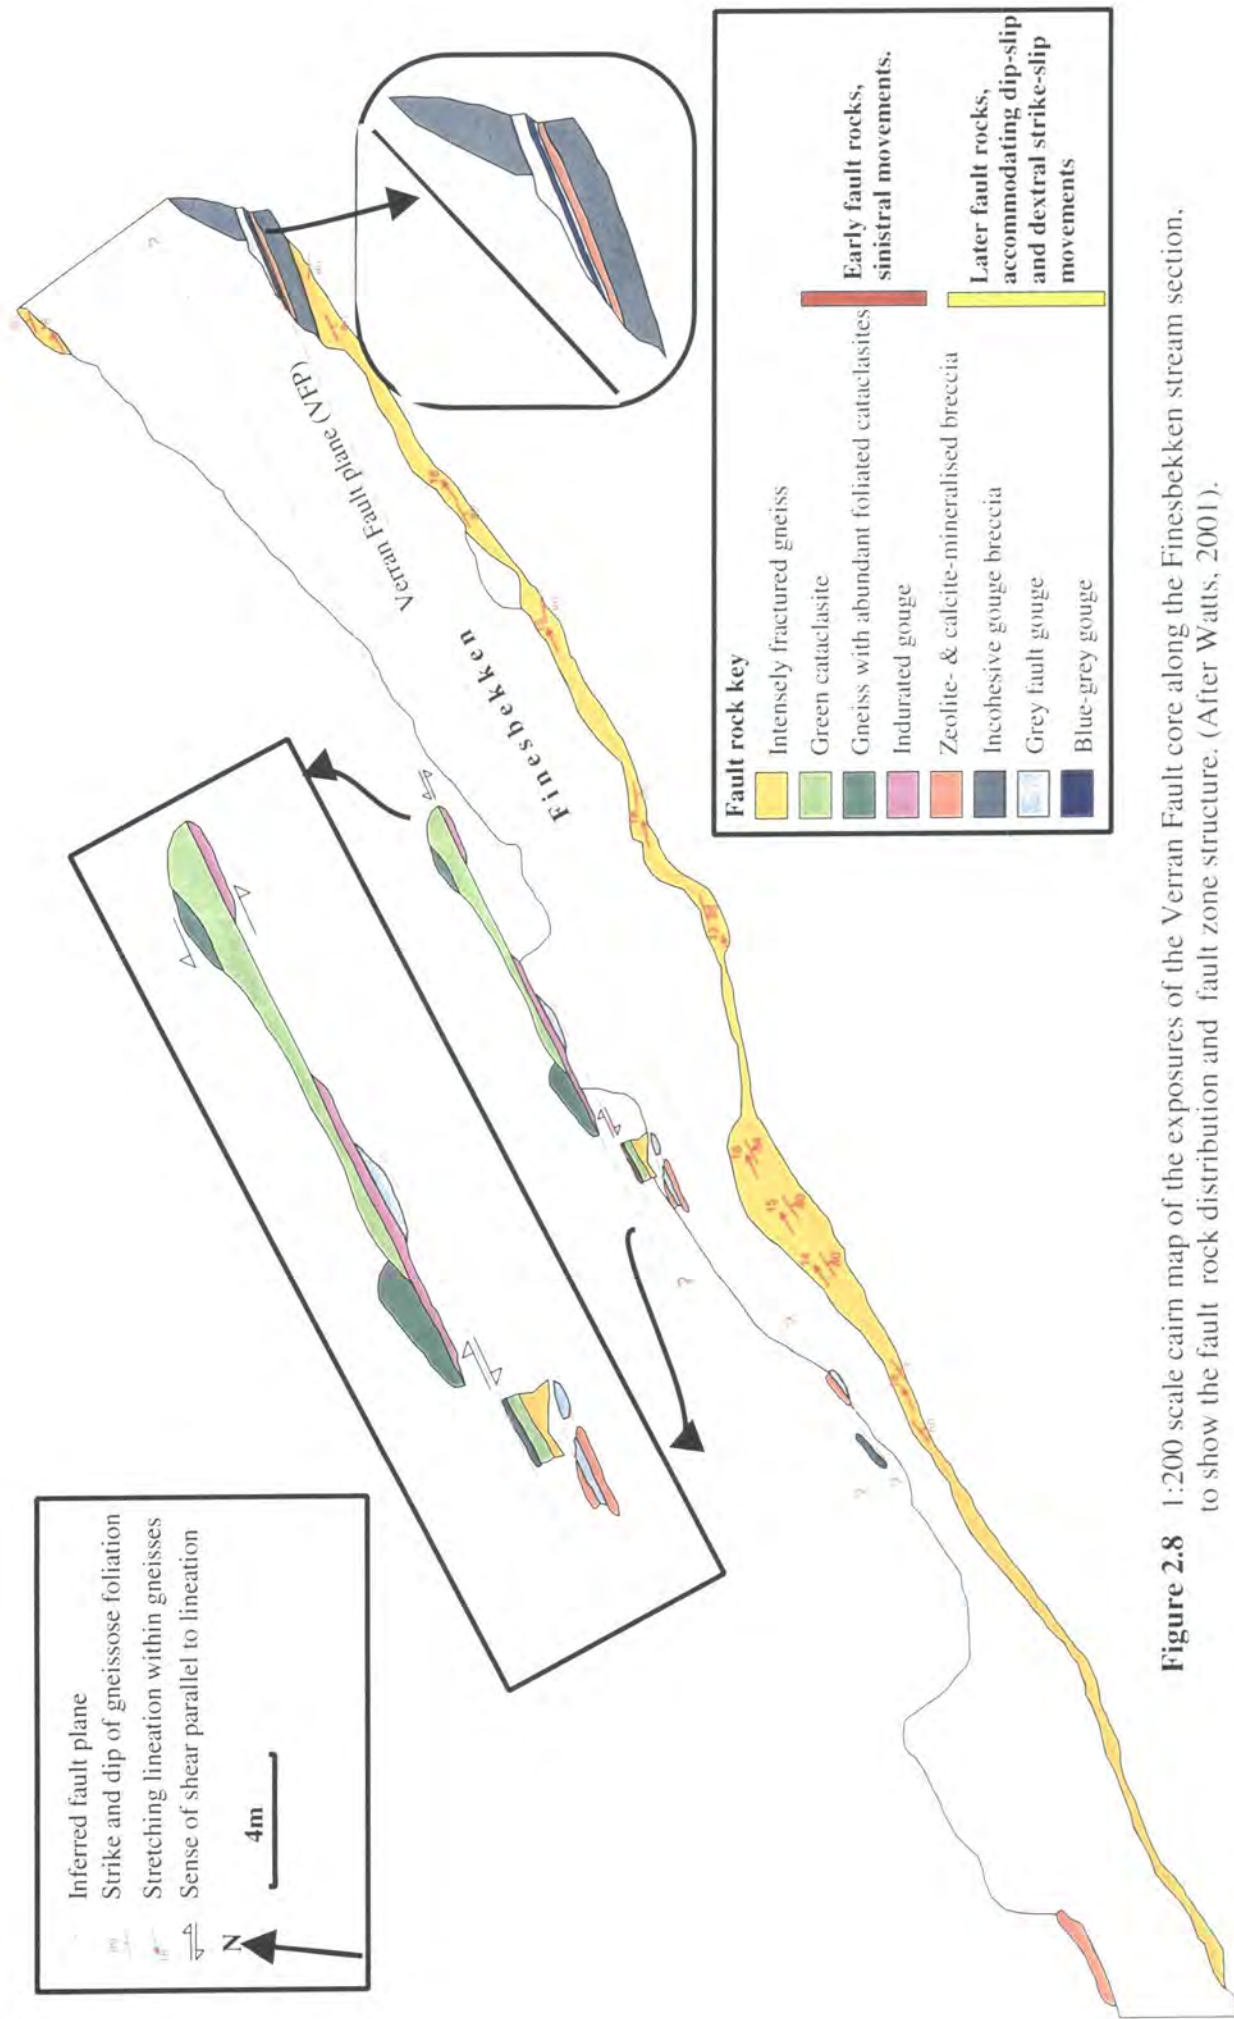 Inferred fault plane
Strike and dip of gneissose foliation
Stretching lineation within gneisses
Sense of shear parallel to lineation
N
4m
Verran Fault plane (VFP)
Finesbekken
Fault rock key
Intensely fractured gneiss
Green cataclasite
Gneiss with abundant foliated cataclasites
Indurated gouge
Zeolite- & calcite-mineralised breccia
Incohesive gouge breccia
Grey fault gouge
Blue-grey gouge
Early fault rocks,
sinistral movements.
Later fault rocks,
accommodating dip-slip
and dextral strike-slip
movements
Figure 2.8 1:200 scale cairn map of the exposures of the Verran Fault core along the Finesbekken stream section,
to show the fault rock distribution and fault zone structure. (After Watts, 2001).